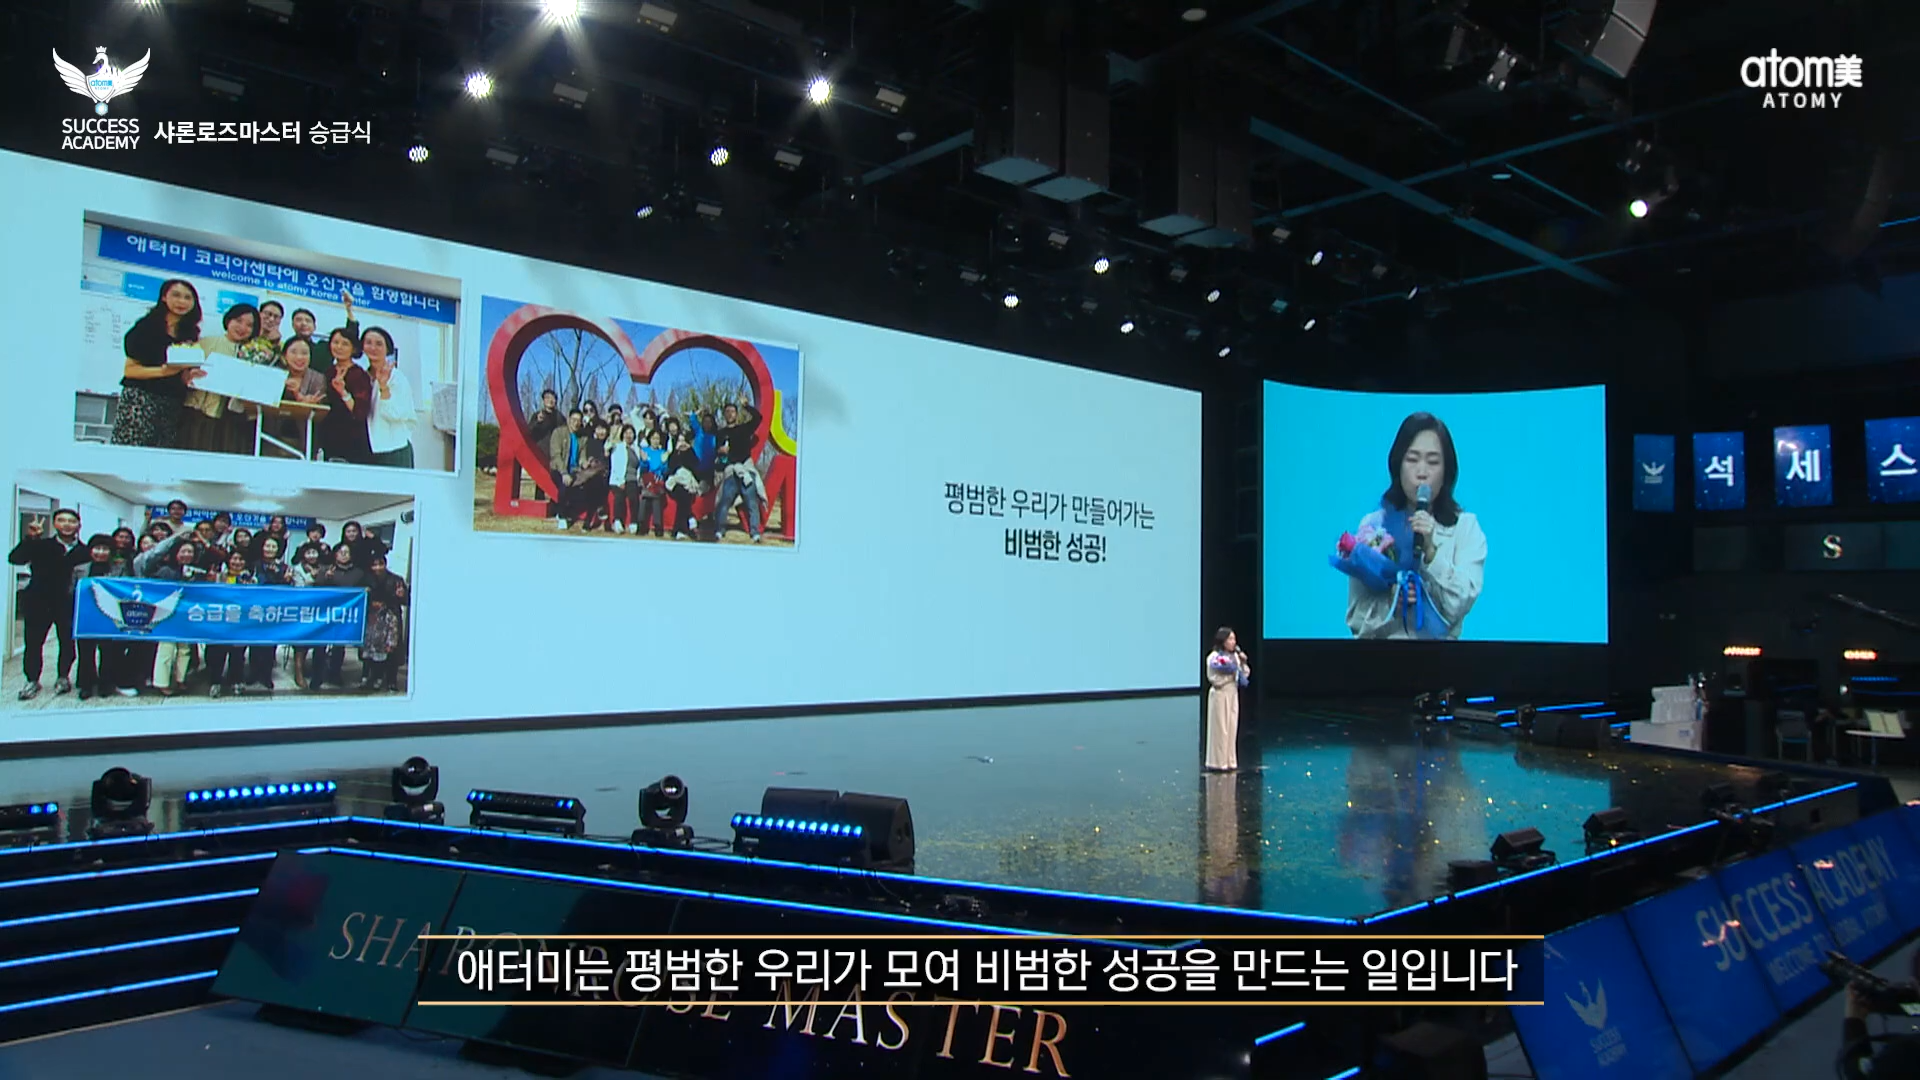 SUCCESS
ACADEMY
샤론로즈마스터 승급식
atom美
ATOMY
애터미 코리아센타에 오신것을 환영합니다
welcome to atomy korea center
승급을 축하드립니다!!
평범한 우리가 만들어가는
비범한 성공!
석세스
S
SHARONROSE MASTER
애터미는 평범한 우리가 모여 비범한 성공을 만드는 일입니다
SUCCESS ACADEMY
SUCCESS
ACADEMY